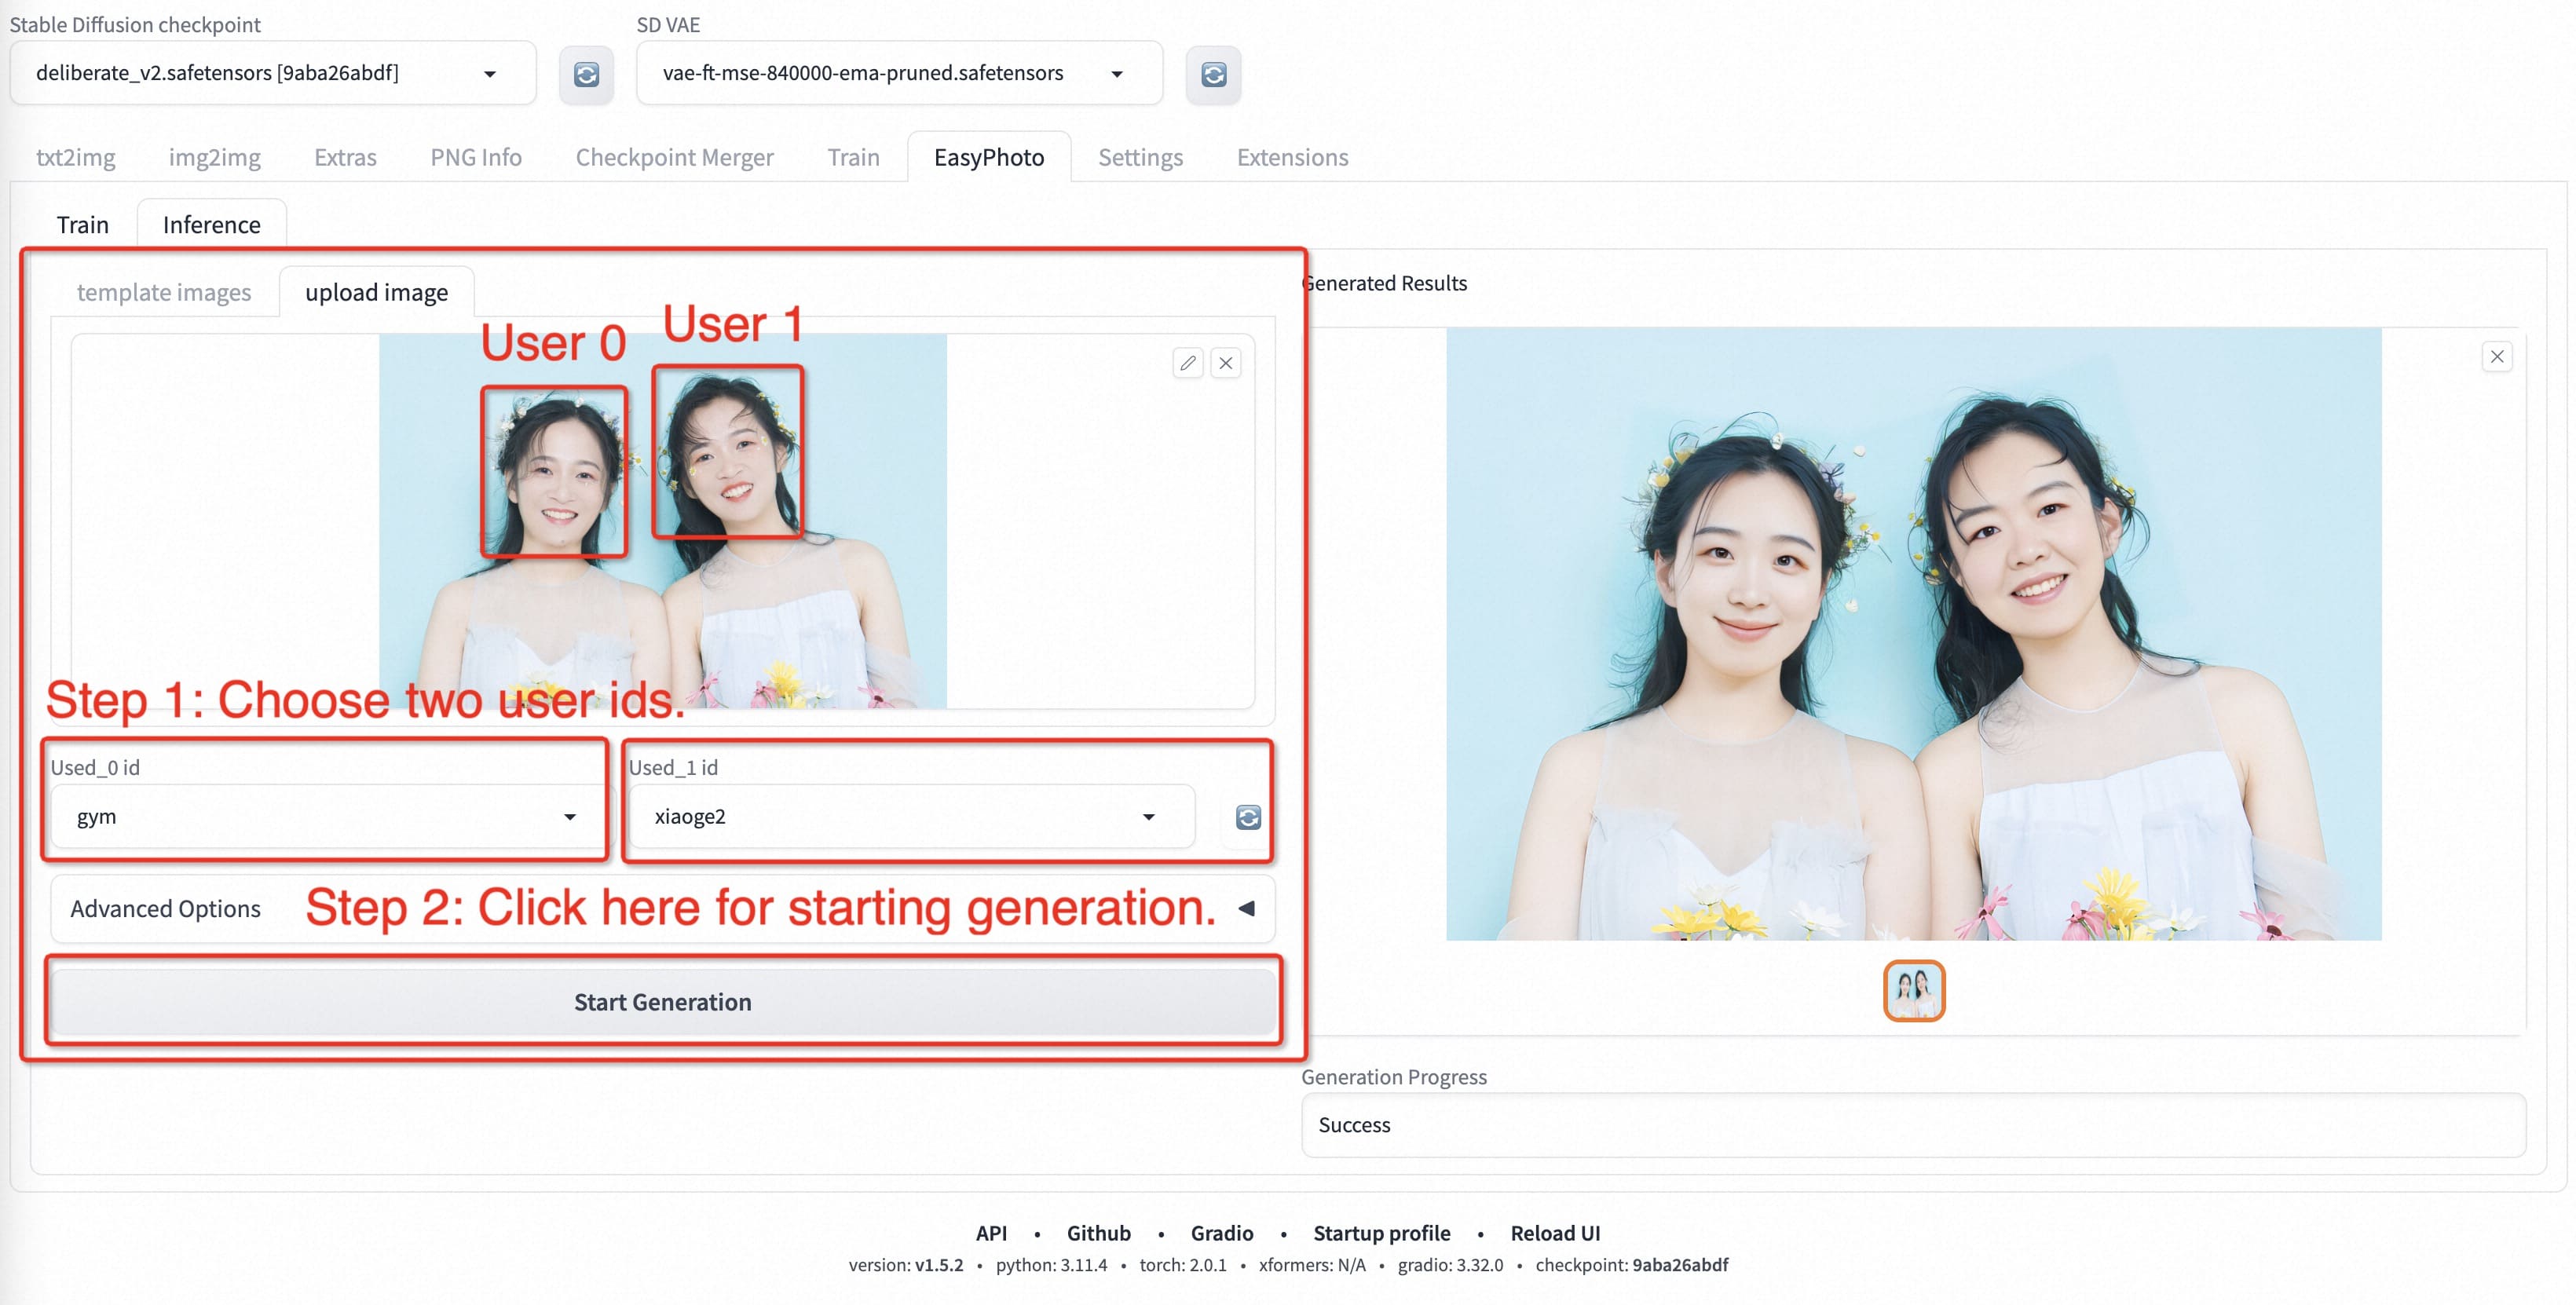 Stable Diffusion checkpoint
SD VAE
deliberate_v2.safetensors [9aba26abdf]
vae-ft-mse-840000-ema-pruned.safetensors
txt2img img2img Extras PNG Info Checkpoint Merger Train EasyPhoto Settings Extensions
Train Inference
template images upload image
Generated Results
User 0 User 1
Step 1: Choose two user ids.
Used_0 id
Used_1 id
gym
xiaoge2
Advanced Options
Step 2: Click here for starting generation.
Start Generation
Generation Progress
Success
API • Github • Gradio • Startup profile • Reload UI
version: v1.5.2 • python: 3.11.4 • torch: 2.0.1 • xformers: N/A • gradio: 3.32.0 • checkpoint: 9aba26abdf